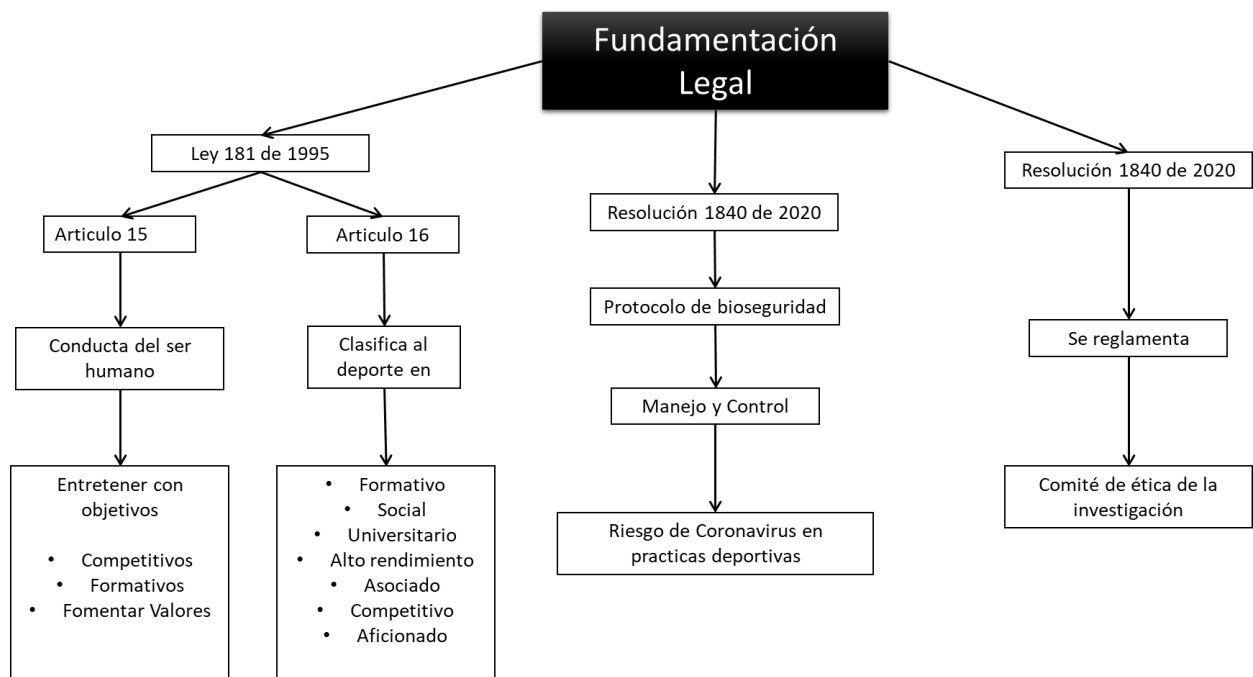 Fundamentación
Legal
Ley 181 de 1995
Articulo 15
Conducta del ser
humano
Entretener con
objetivos
• Competitivos
• Formativos
• Fomentar Valores
Articulo 16
Clasifica al
deporte en
• Formativo
• Social
• Universitario
• Alto rendimiento
• Asociado
• Competitivo
• Aficionado
Resolución 1840 de 2020
Protocolo de bioseguridad
Manejo y Control
Riesgo de Coronavirus en
practicas deportivas
Resolución 1840 de 2020
Se reglamenta
Comité de ética de la
investigación